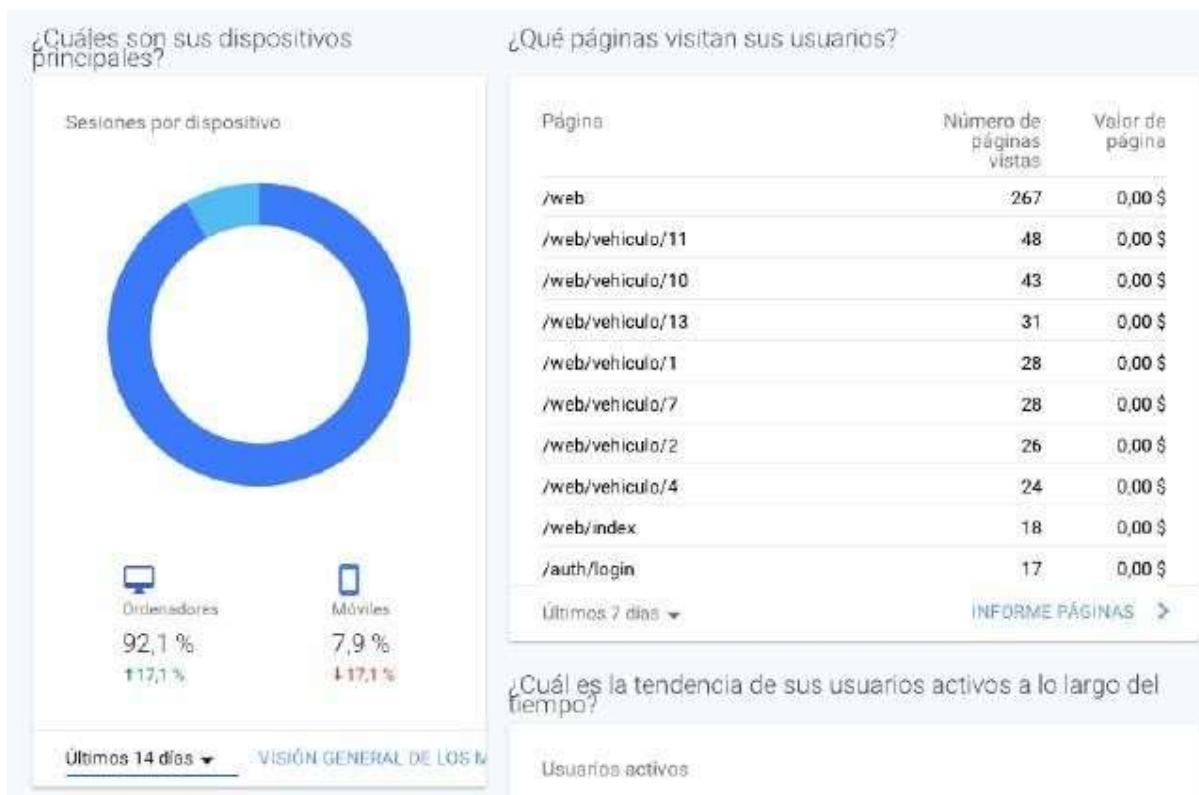 ¿Cuáles son sus dispositivos
principales?
Sesiones por dispositivo
Ordenadores
92,1 %
↑17,1 %
Móviles
7,9 %
↓17,1 %
Últimos 14 días
VISIÓN GENERAL DE LOS M
¿Qué páginas visitan sus usuarios?
Página Número de páginas vistas Valor de página
/web 267 0,00 $
/web/vehiculo/11 48 0,00 $
/web/vehiculo/10 43 0,00 $
/web/vehiculo/13 31 0,00 $
/web/vehiculo/1 28 0,00 $
/web/vehiculo/7 28 0,00 $
/web/vehiculo/2 26 0,00 $
/web/vehiculo/4 24 0,00 $
/web/index 18 0,00 $
/auth/login 17 0,00 $
Últimos 7 días INFORME PÁGINAS
¿Cuál es la tendencia de sus usuarios activos a lo largo del
tiempo?
Usuarios activos